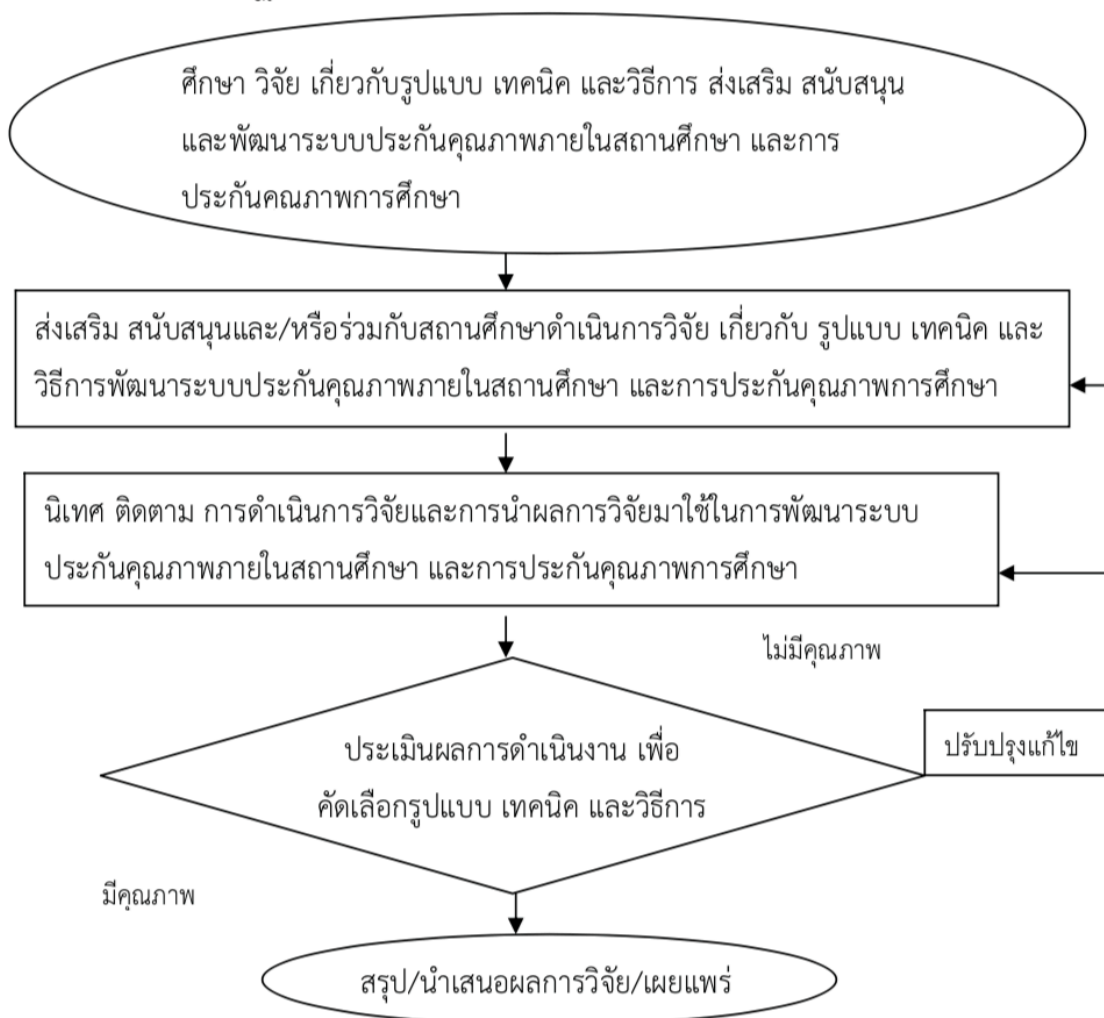 ศึกษา วิจัย เกี่ยวกับรูปแบบ เทคนิค และวิธีการ ส่งเสริม สนับสนุน
และพัฒนาระบบประกันคุณภาพภายในสถานศึกษา และการ
ประกันคณภาพการศึกษา
ส่งเสริม สนับสนุนและ/หรือร่วมกับสถานศึกษาดำเนินการวิจัย เกี่ยวกับ รูปแบบ เทคนิค และ
วิธีการพัฒนาระบบประกันคุณภาพภายในสถานศึกษา และการประกันคุณภาพการศึกษา
นิเทศ ติดตาม การดำเนินการวิจัยและการนำผลการวิจัยมาใช้ในการพัฒนาระบบ
ประกันคุณภาพภายในสถานศึกษา และการประกันคุณภาพการศึกษา
ไม่มีคุณภาพ
ประเมินผลการดำเนินงาน เพื่อ
คัดเลือกรูปแบบ เทคนิค และวิธีการ
ปรับปรุงแก้ไข
มีคุณภาพ
สรุป/นำเสนอผลการวิจัย/เผยแพร่